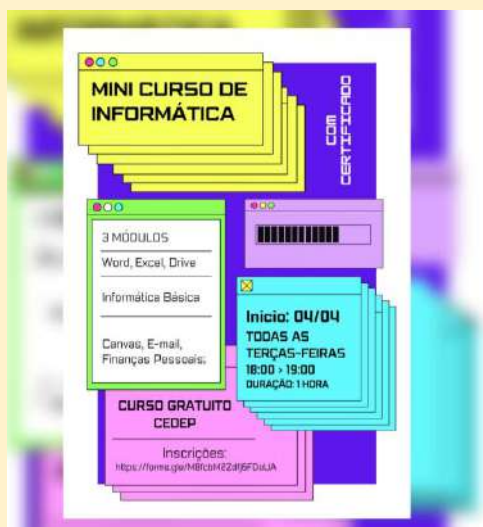 MINI CURSO DE
INFORMÁTICA
COM
CERTIFICADO
3 MÓDULOS
Word, Excel, Drive
Informática Básica
Canvas, E-mail,
Finanças Pessoais;
Início: 04/04
TODAS AS
TERÇAS-FEIRAS
18:00 > 19:00
DURAÇÃO: 1 HORA
CURSO GRATUITO
CEDEP
Inscrições: